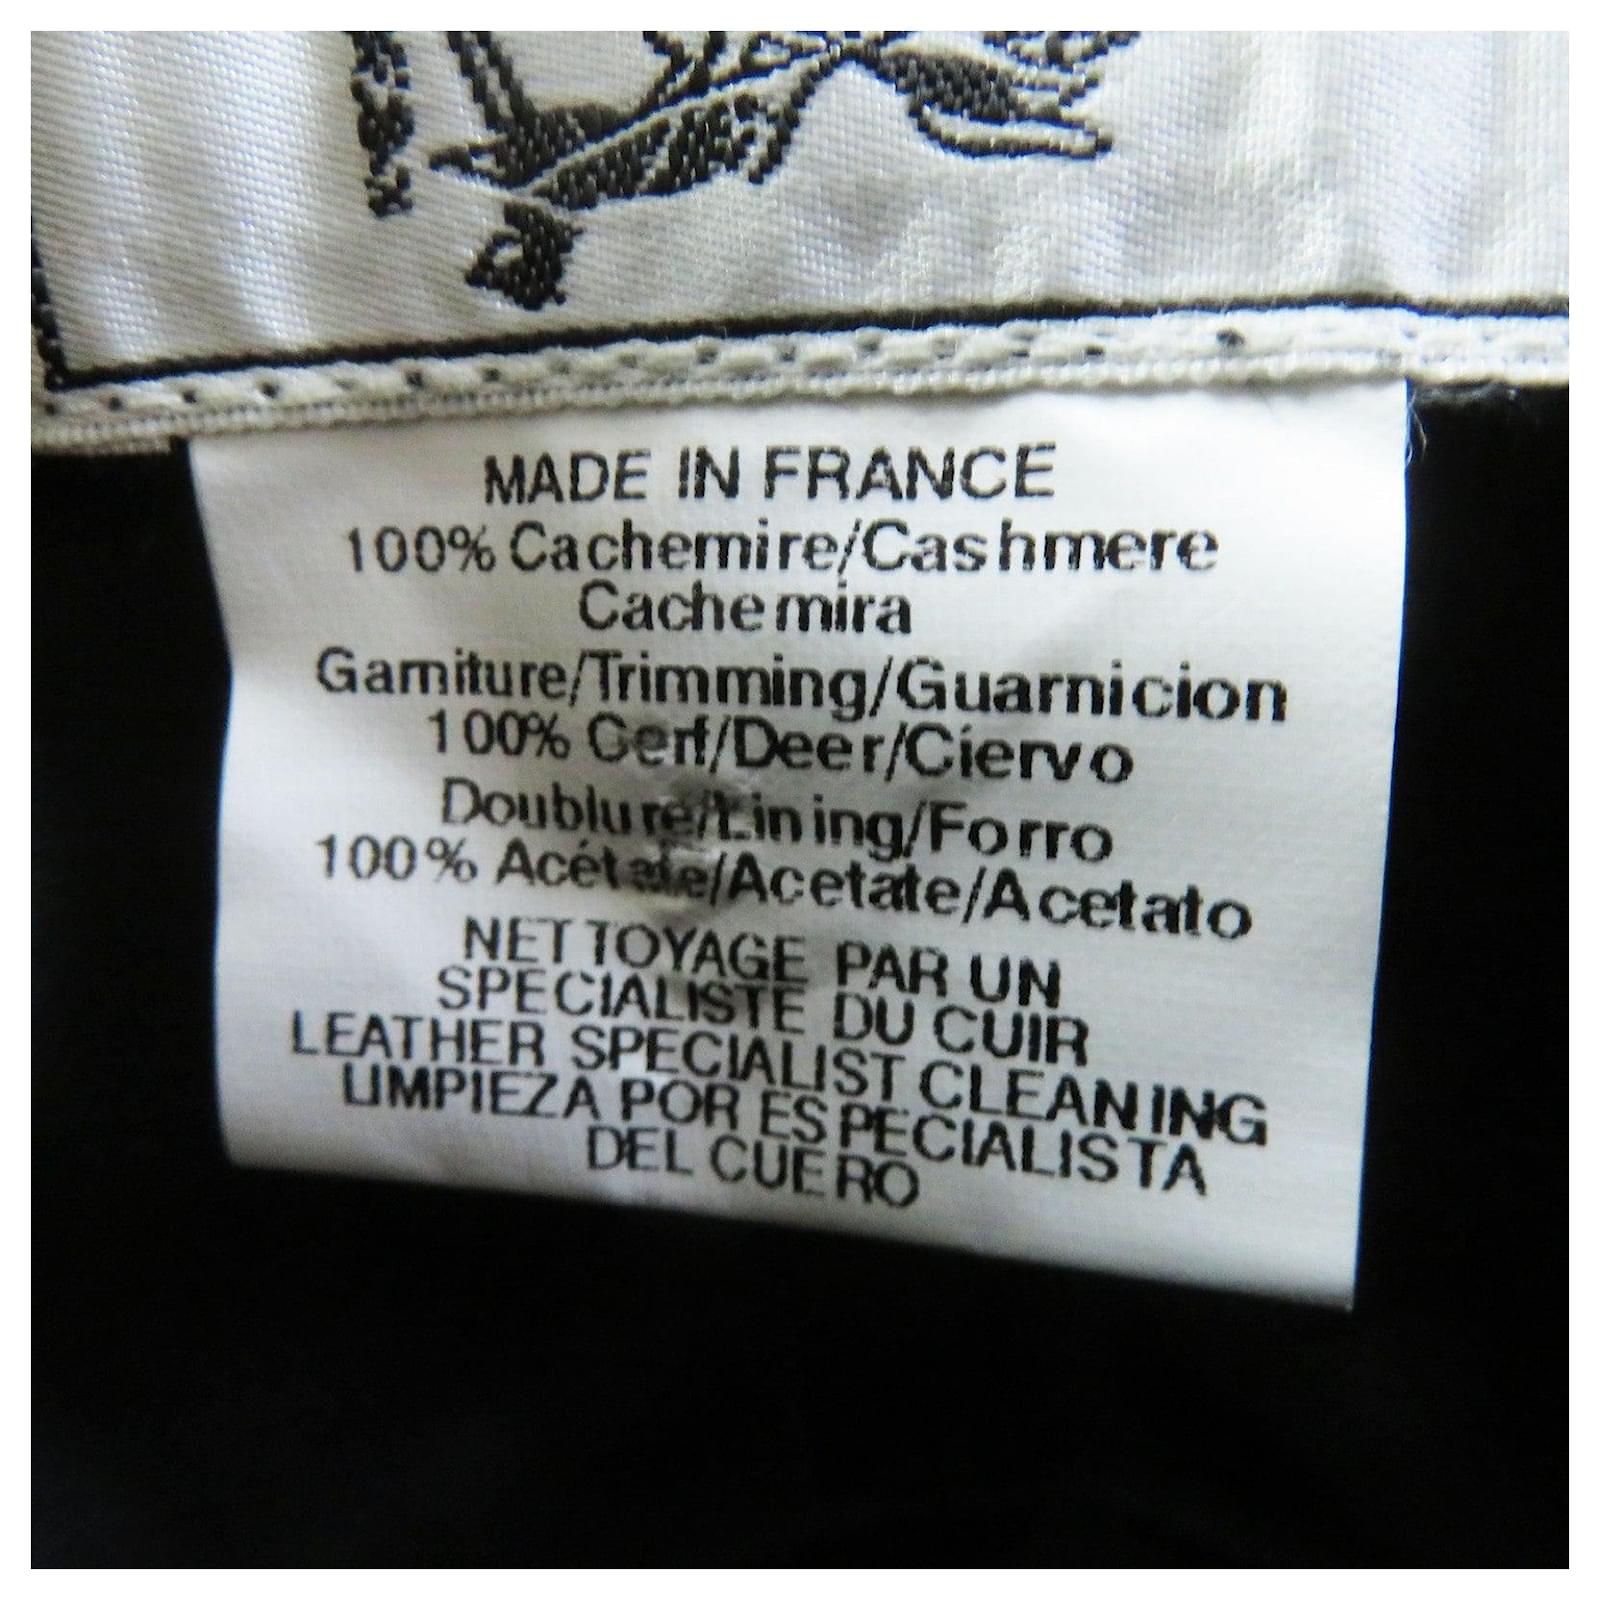 MADE IN FRANCE
100% Cachemire/Cashmere
Cachemira
Garniture/Trimming/Guarnicion
100% Cerf/Deer/Ciervo
Doublure/Lining/Forro
100% Acétate/Acetate/Acetato
NETTOYAGE PAR UN
SPECIALISTE DU CUIR
LEATHER SPECIALIST CLEANING
LIMPIEZA POR ESPECIALISTA
DEL CUERO